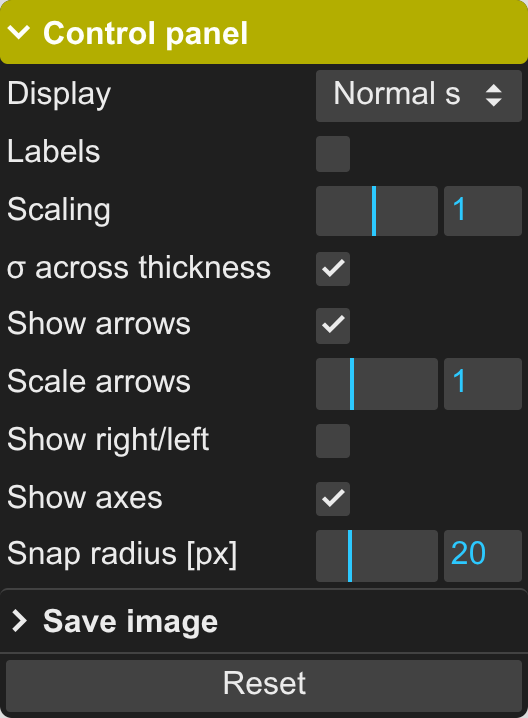 Control panel
Display Normal s
Labels
Scaling 1
σ across thickness
Show arrows
Scale arrows 1
Show right/left
Show axes
Snap radius [px] 20
Save image
Reset